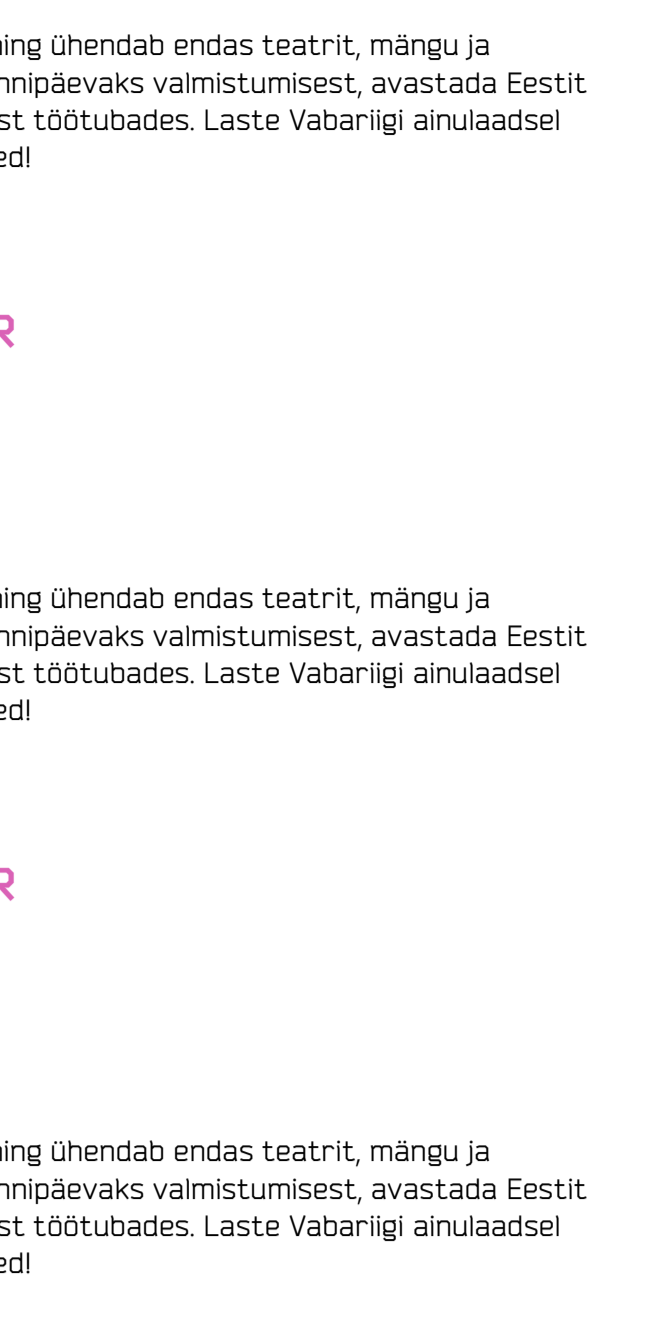 ning ühendab endas teatrit, mängu ja
nnipäevaks valmistumisest, avastada Eestit
st töötubades. Laste Vabariigi ainulaadsel
ed!
R
ning ühendab endas teatrit, mängu ja
nnipäevaks valmistumisest, avastada Eestit
st töötubades. Laste Vabariigi ainulaadsel
ed!
R
ning ühendab endas teatrit, mängu ja
nnipäevaks valmistumisest, avastada Eestit
st töötubades. Laste Vabariigi ainulaadsel
ed!